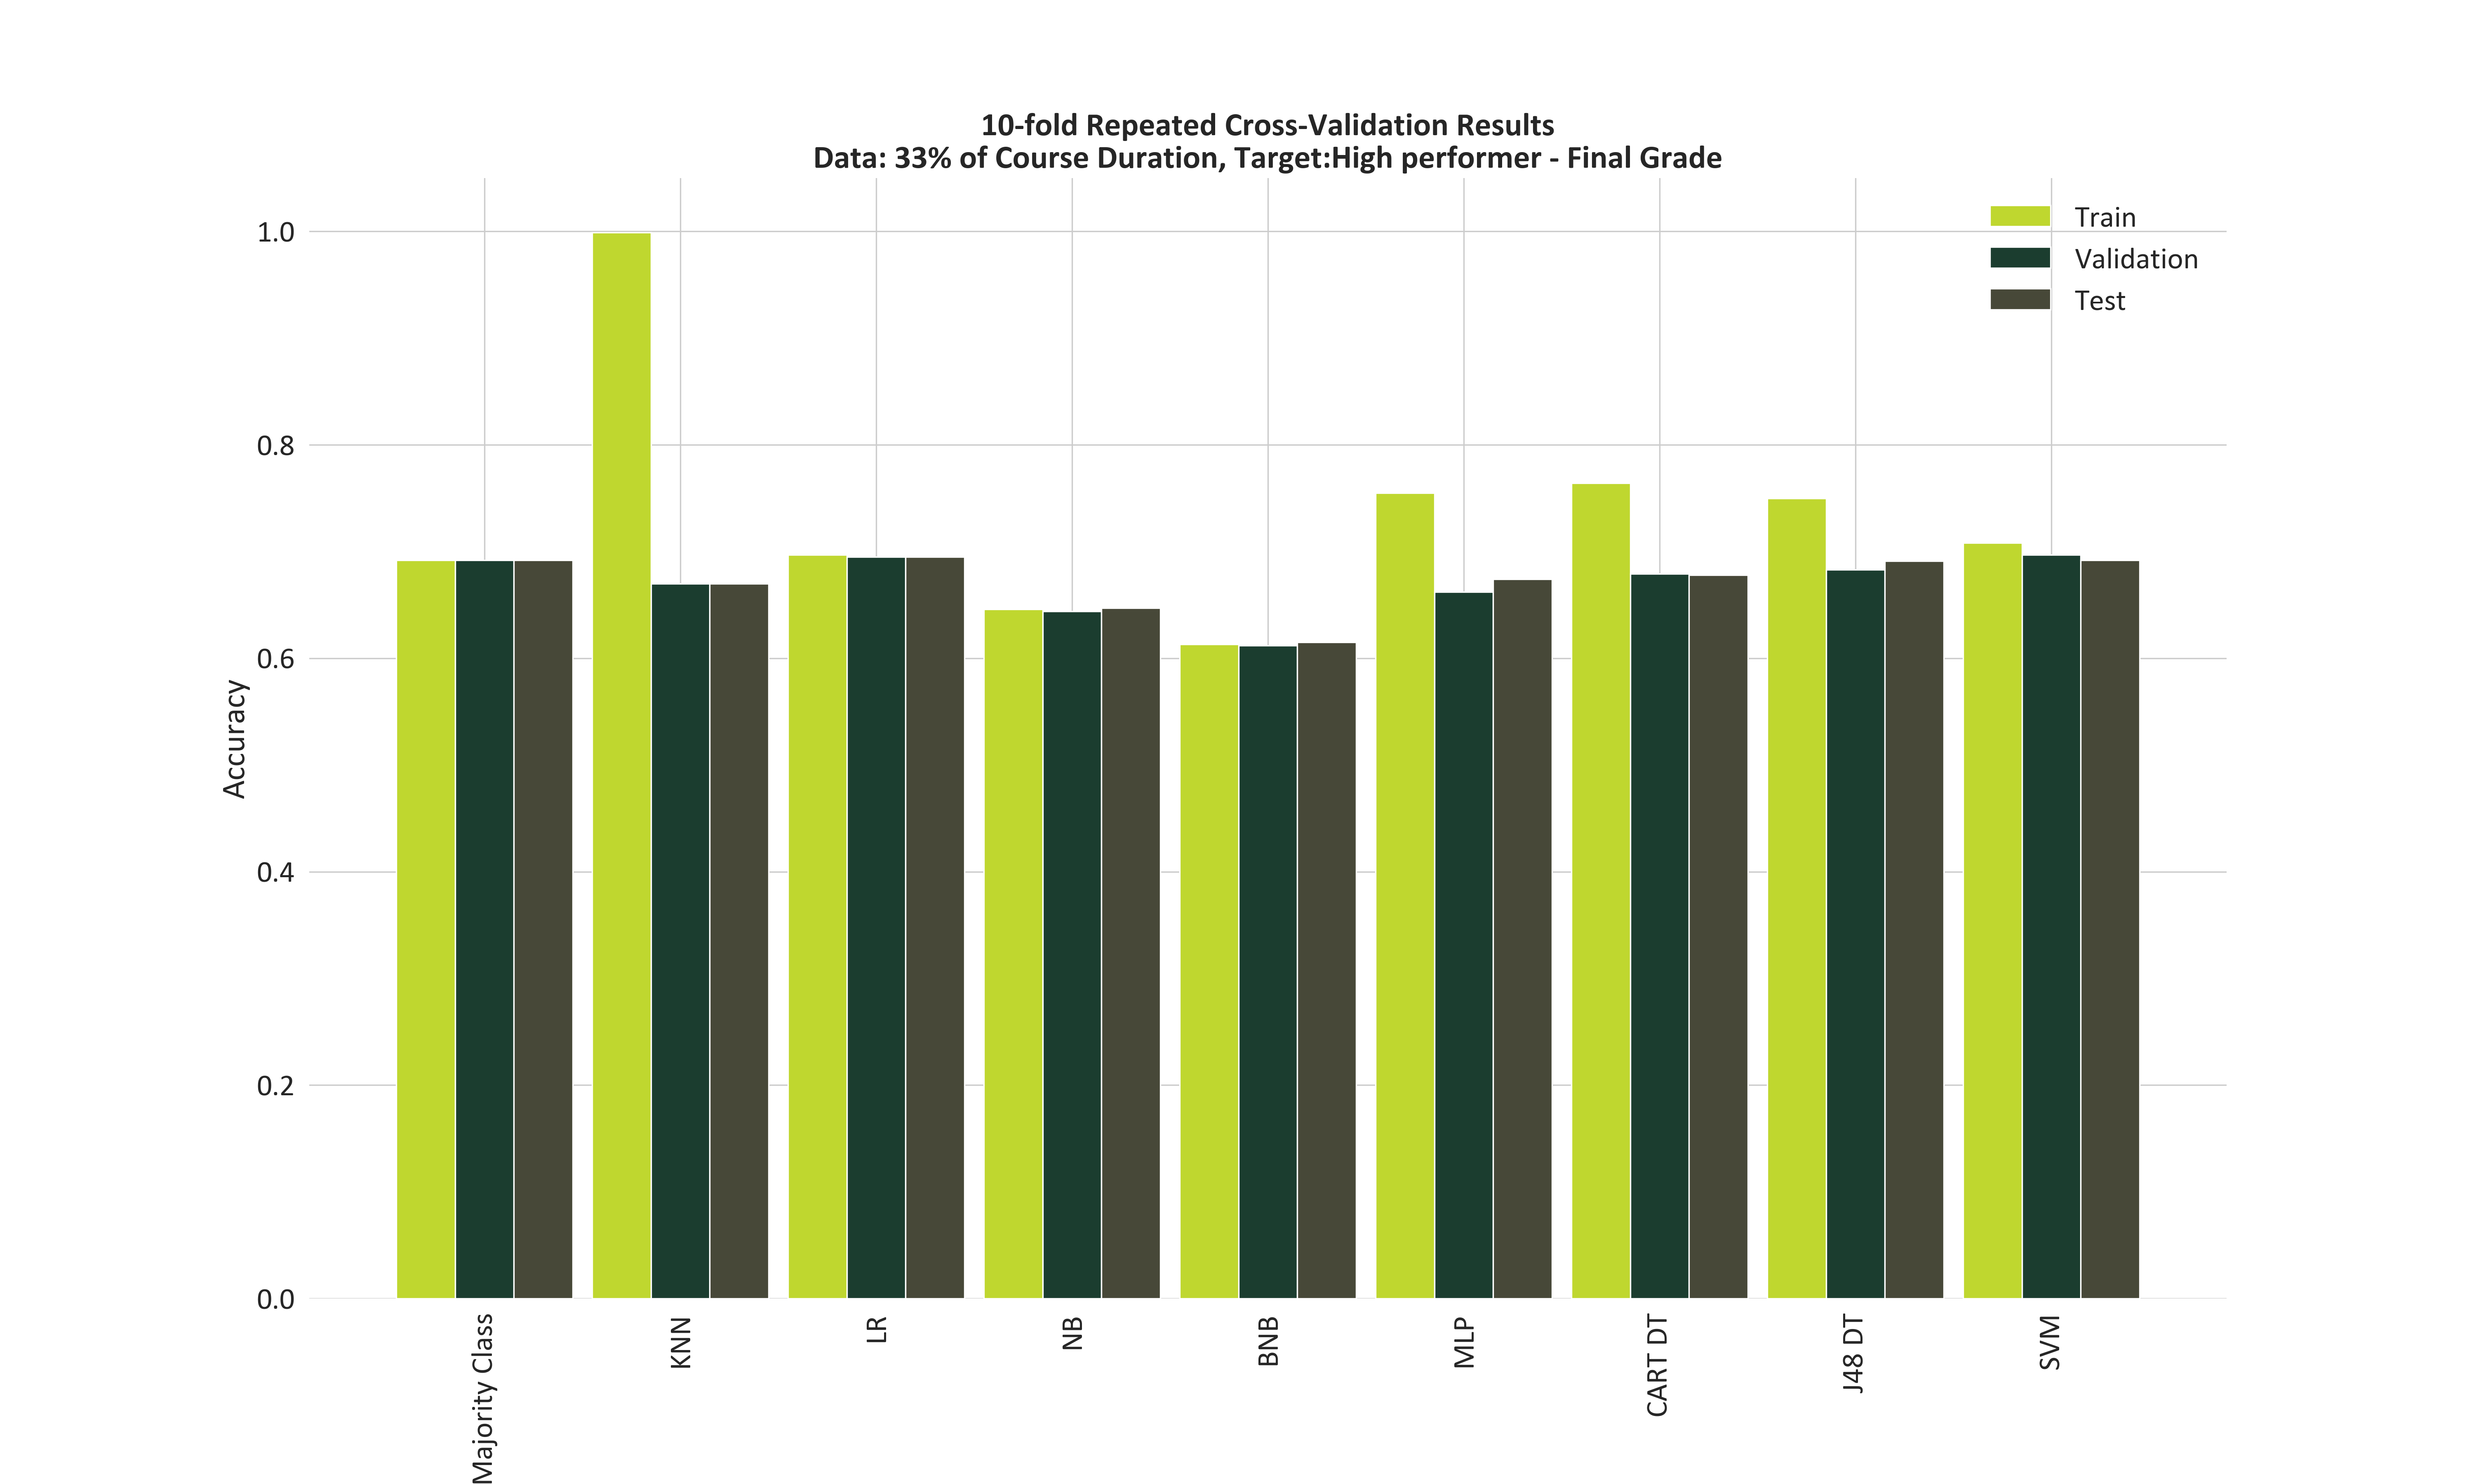 10-fold Repeated Cross-Validation Results
Data: 33% of Course Duration, Target:High performer - Final Grade
Train
Validation
Test
Accuracy
1.0
0.8
0.6
0.4
0.2
0.0
Majority Class
KNN
LR
NB
BNB
MLP
CART DT
J48 DT
SVM